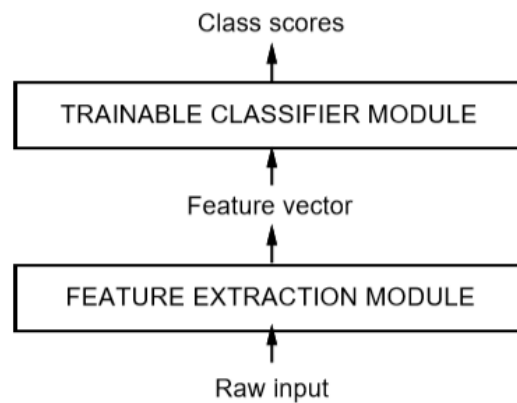 Class scores
TRAINABLE CLASSIFIER MODULE
Feature vector
FEATURE EXTRACTION MODULE
Raw input